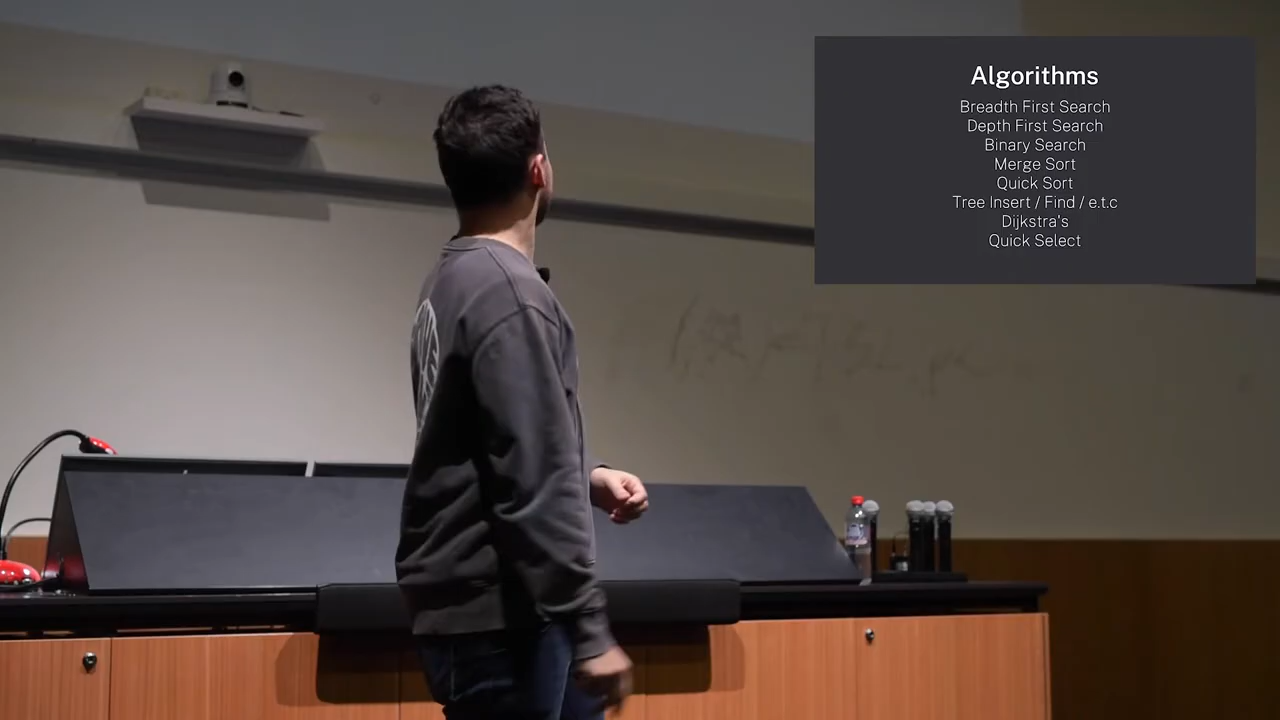 Algorithms
Breadth First Search
Depth First Search
Binary Search
Merge Sort
Quick Sort
Tree Insert / Find / e.t.c
Dijkstra's
Quick Select